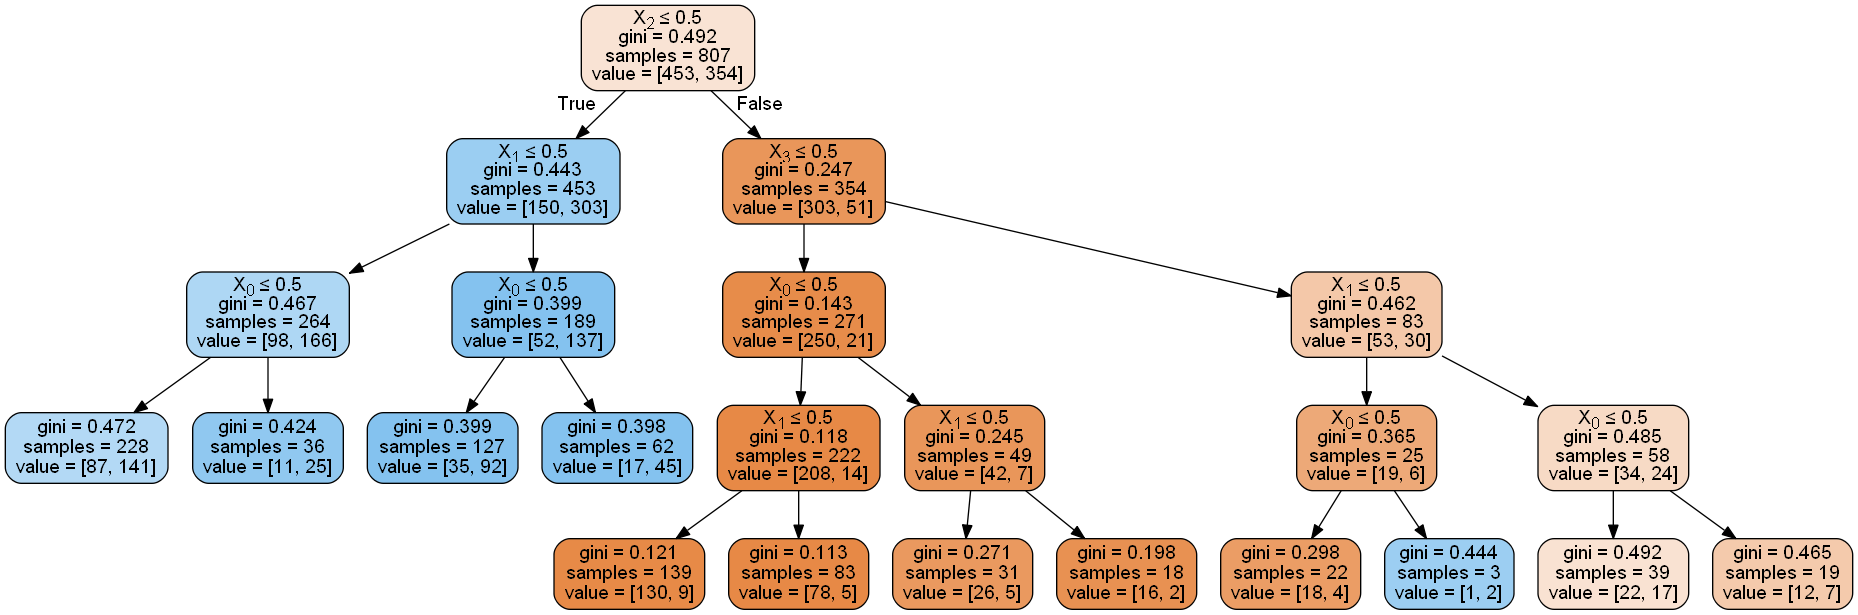 X₂ ≤ 0.5
gini = 0.492
samples = 807
value = [453, 354]
True
False
X₁ ≤ 0.5
gini = 0.443
samples = 453
value = [150, 303]
X₃ ≤ 0.5
gini = 0.247
samples = 354
value = [303, 51]
X₀ ≤ 0.5
gini = 0.467
samples = 264
value = [98, 166]
X₀ ≤ 0.5
gini = 0.399
samples = 189
value = [52, 137]
X₀ ≤ 0.5
gini = 0.143
samples = 271
value = [250, 21]
X₁ ≤ 0.5
gini = 0.462
samples = 83
value = [53, 30]
gini = 0.472
samples = 228
value = [87, 141]
gini = 0.424
samples = 36
value = [11, 25]
gini = 0.399
samples = 127
value = [35, 92]
gini = 0.398
samples = 62
value = [17, 45]
X₁ ≤ 0.5
gini = 0.118
samples = 222
value = [208, 14]
X₁ ≤ 0.5
gini = 0.245
samples = 49
value = [42, 7]
X₀ ≤ 0.5
gini = 0.365
samples = 25
value = [19, 6]
X₀ ≤ 0.5
gini = 0.485
samples = 58
value = [34, 24]
gini = 0.121
samples = 139
value = [130, 9]
gini = 0.113
samples = 83
value = [78, 5]
gini = 0.271
samples = 31
value = [26, 5]
gini = 0.198
samples = 18
value = [16, 2]
gini = 0.298
samples = 22
value = [18, 4]
gini = 0.444
samples = 3
value = [1, 2]
gini = 0.492
samples = 39
value = [22, 17]
gini = 0.465
samples = 19
value = [12, 7]